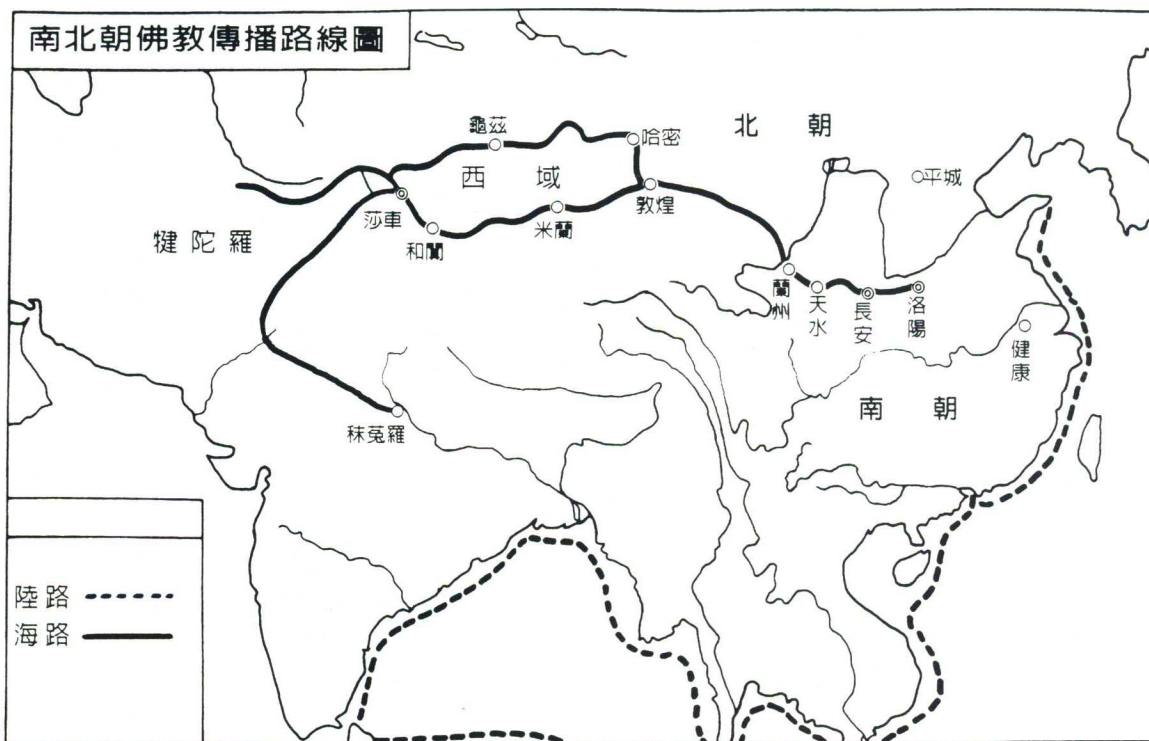 南北朝佛教傳播路線圖
龜茲
哈密
北朝
平城
西域
莎車
敦煌
米蘭
和闐
犍陀羅
蘭州
天水
長安
洛陽
健康
南朝
秣菟羅
陸路
海路